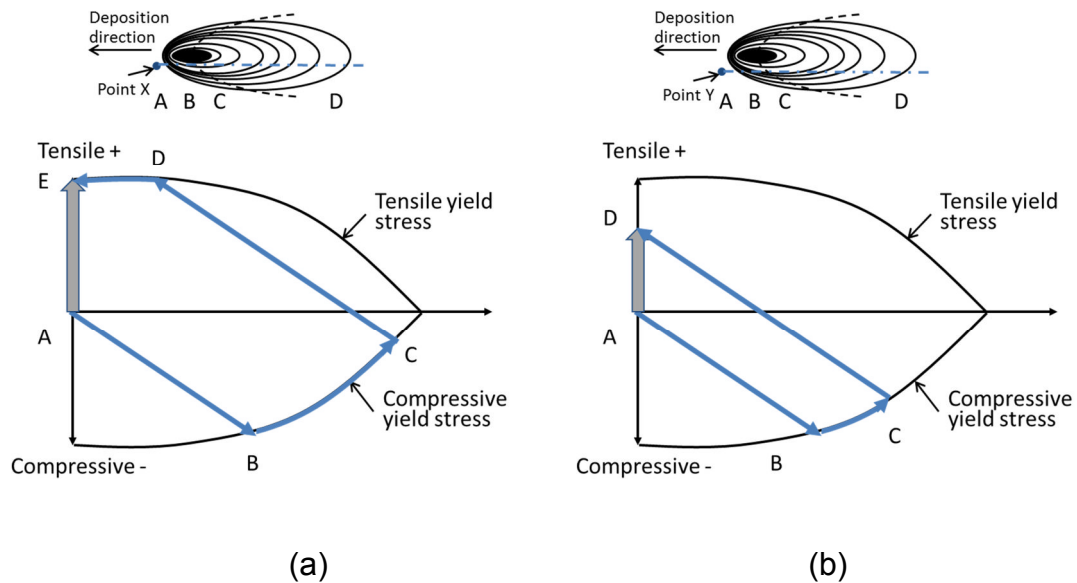 Deposition
direction
Point X
A B C D
Tensile +
E
D
Tensile yield
stress
A
C
Compressive
yield stress
Compressive -
B
(a)
Deposition
direction
Point Y
A B C D
Tensile +
D
Tensile yield
stress
A
Compressive
yield stress
C
Compressive -
B
(b)